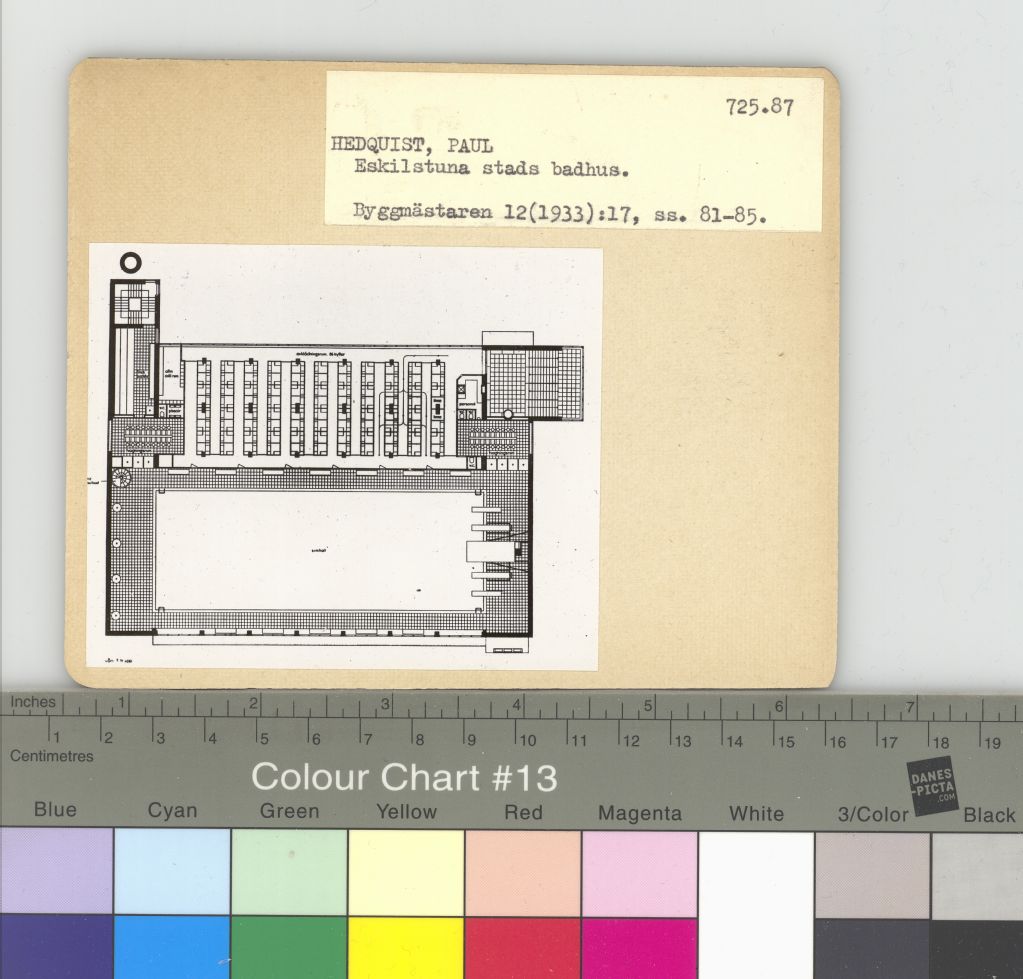 725.87
HEDQUIST, PAUL
Eskilstuna stads badhus.
Byggmästaren 12(1933):17, ss. 81-85.
personal
simhall
Inches 1 2 3 4 5 6 7
1 2 3 4 5 6 7 8 9 10 11 12 13 14 15 16 17 18 19
Centimetres
Colour Chart #13
DANES
-PICTA
.COM
Blue Cyan Green Yellow Red Magenta White 3/Color Black